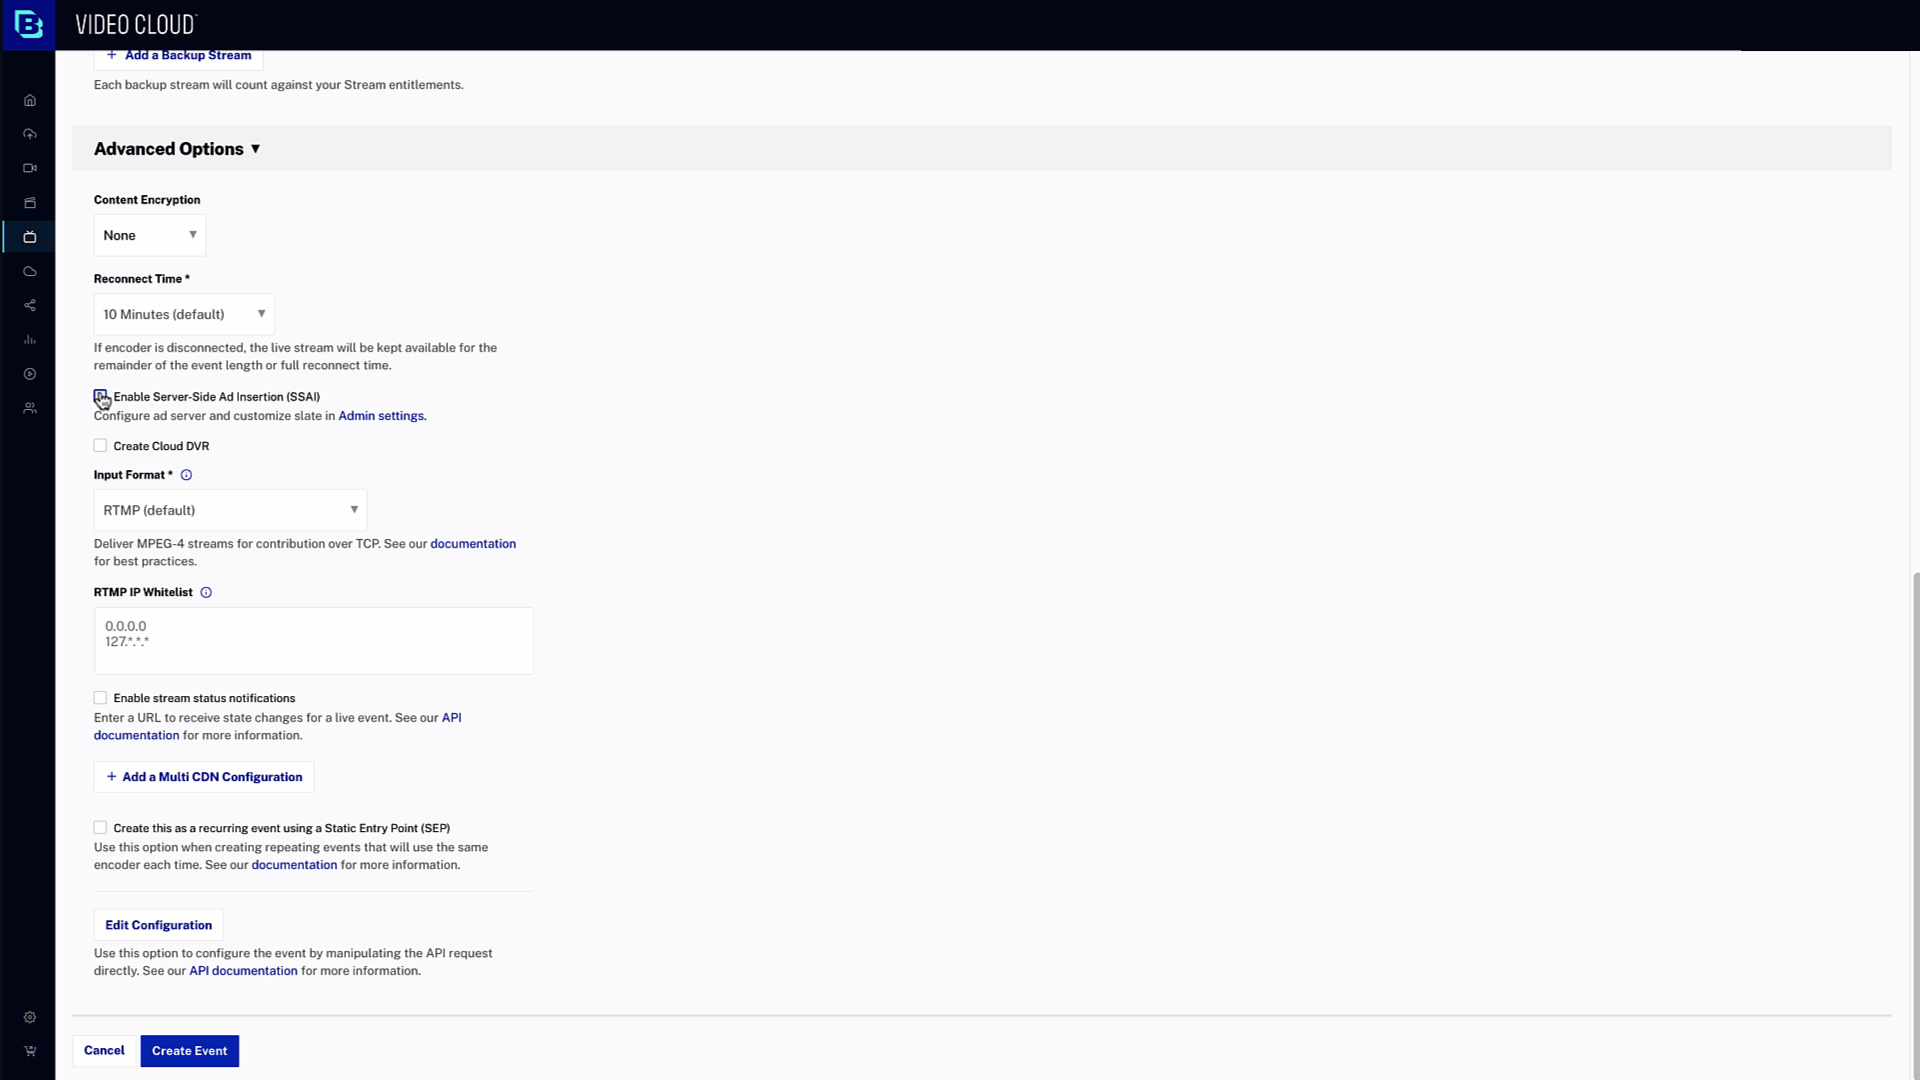 VIDEO CLOUD
+ Add a Backup Stream
Each backup stream will count against your Stream entitlements.
Advanced Options ▼
Content Encryption
None
Reconnect Time *
10 Minutes (default)
If encoder is disconnected, the live stream will be kept available for the
remainder of the event length or full reconnect time.
Enable Server-Side Ad Insertion (SSAI)
Configure ad server and customize slate in Admin settings.
Create Cloud DVR
Input Format *
RTMP (default)
Deliver MPEG-4 streams for contribution over TCP. See our documentation
for best practices.
RTMP IP Whitelist
0.0.0.0
127.*.*.*
Enable stream status notifications
Enter a URL to receive state changes for a live event. See our API
documentation for more information.
+ Add a Multi CDN Configuration
Create this as a recurring event using a Static Entry Point (SEP)
Use this option when creating repeating events that will use the same
encoder each time. See our documentation for more information.
Edit Configuration
Use this option to configure the event by manipulating the API request
directly. See our API documentation for more information.
Cancel
Create Event